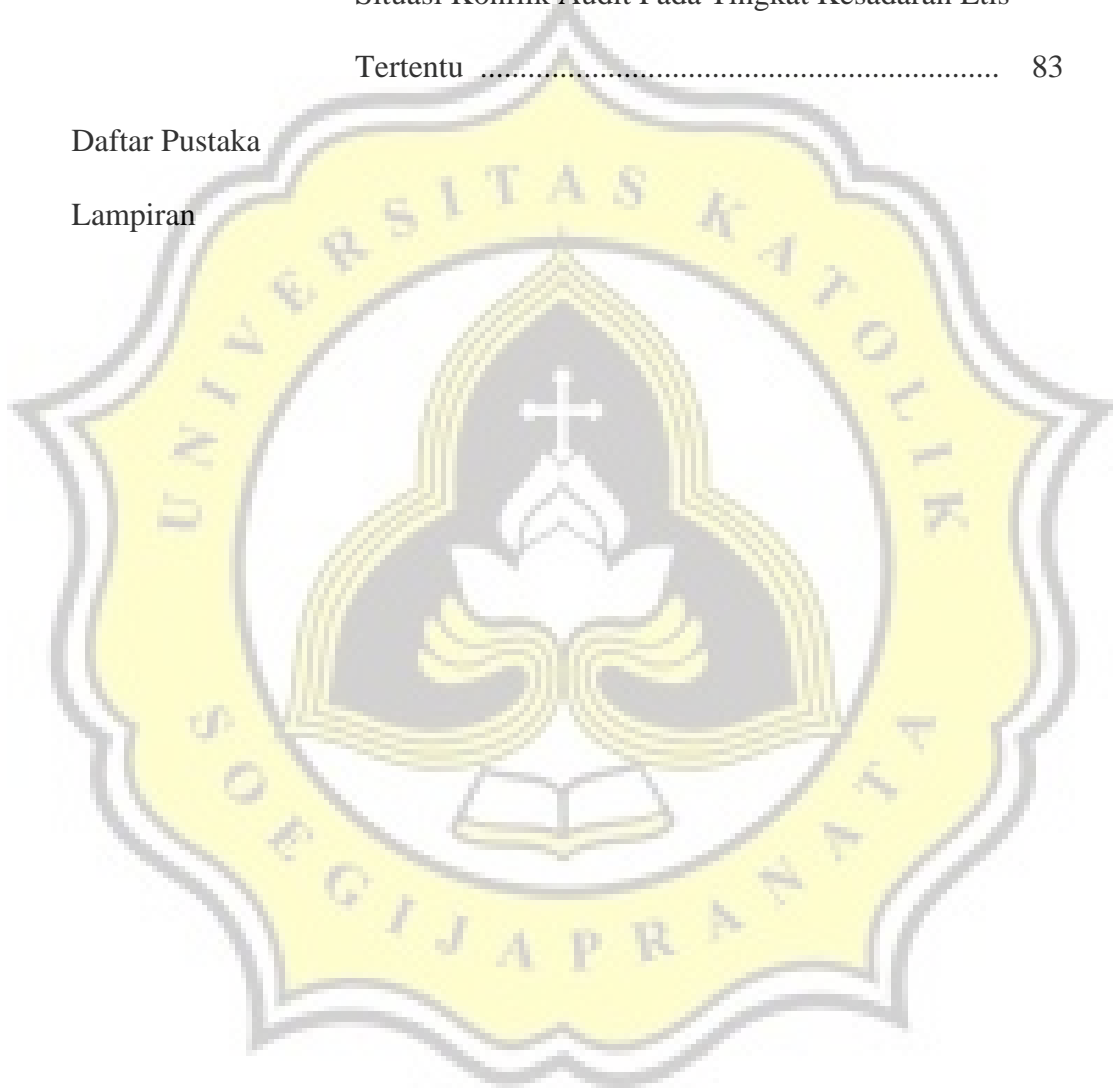 Situasi Konflik Audit Pada Tingkat Kesadaran Etis
Tertentu ................................................................. 83
Daftar Pustaka
Lampiran
UNIVERSITAS KATOLIK
SOEGIJAPRANATA